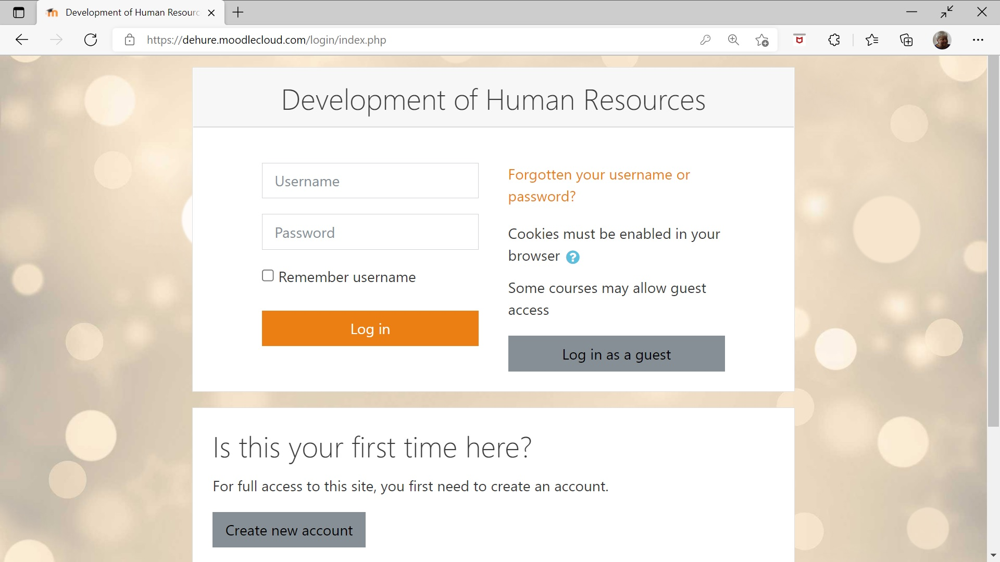 Development of Human Resourc
https://dehure.moodlecloud.com/login/index.php
Development of Human Resources
Username
Password
Remember username
Log in
Forgotten your username or
password?
Cookies must be enabled in your
browser ?
Some courses may allow guest
access
Log in as a guest
Is this your first time here?
For full access to this site, you first need to create an account.
Create new account